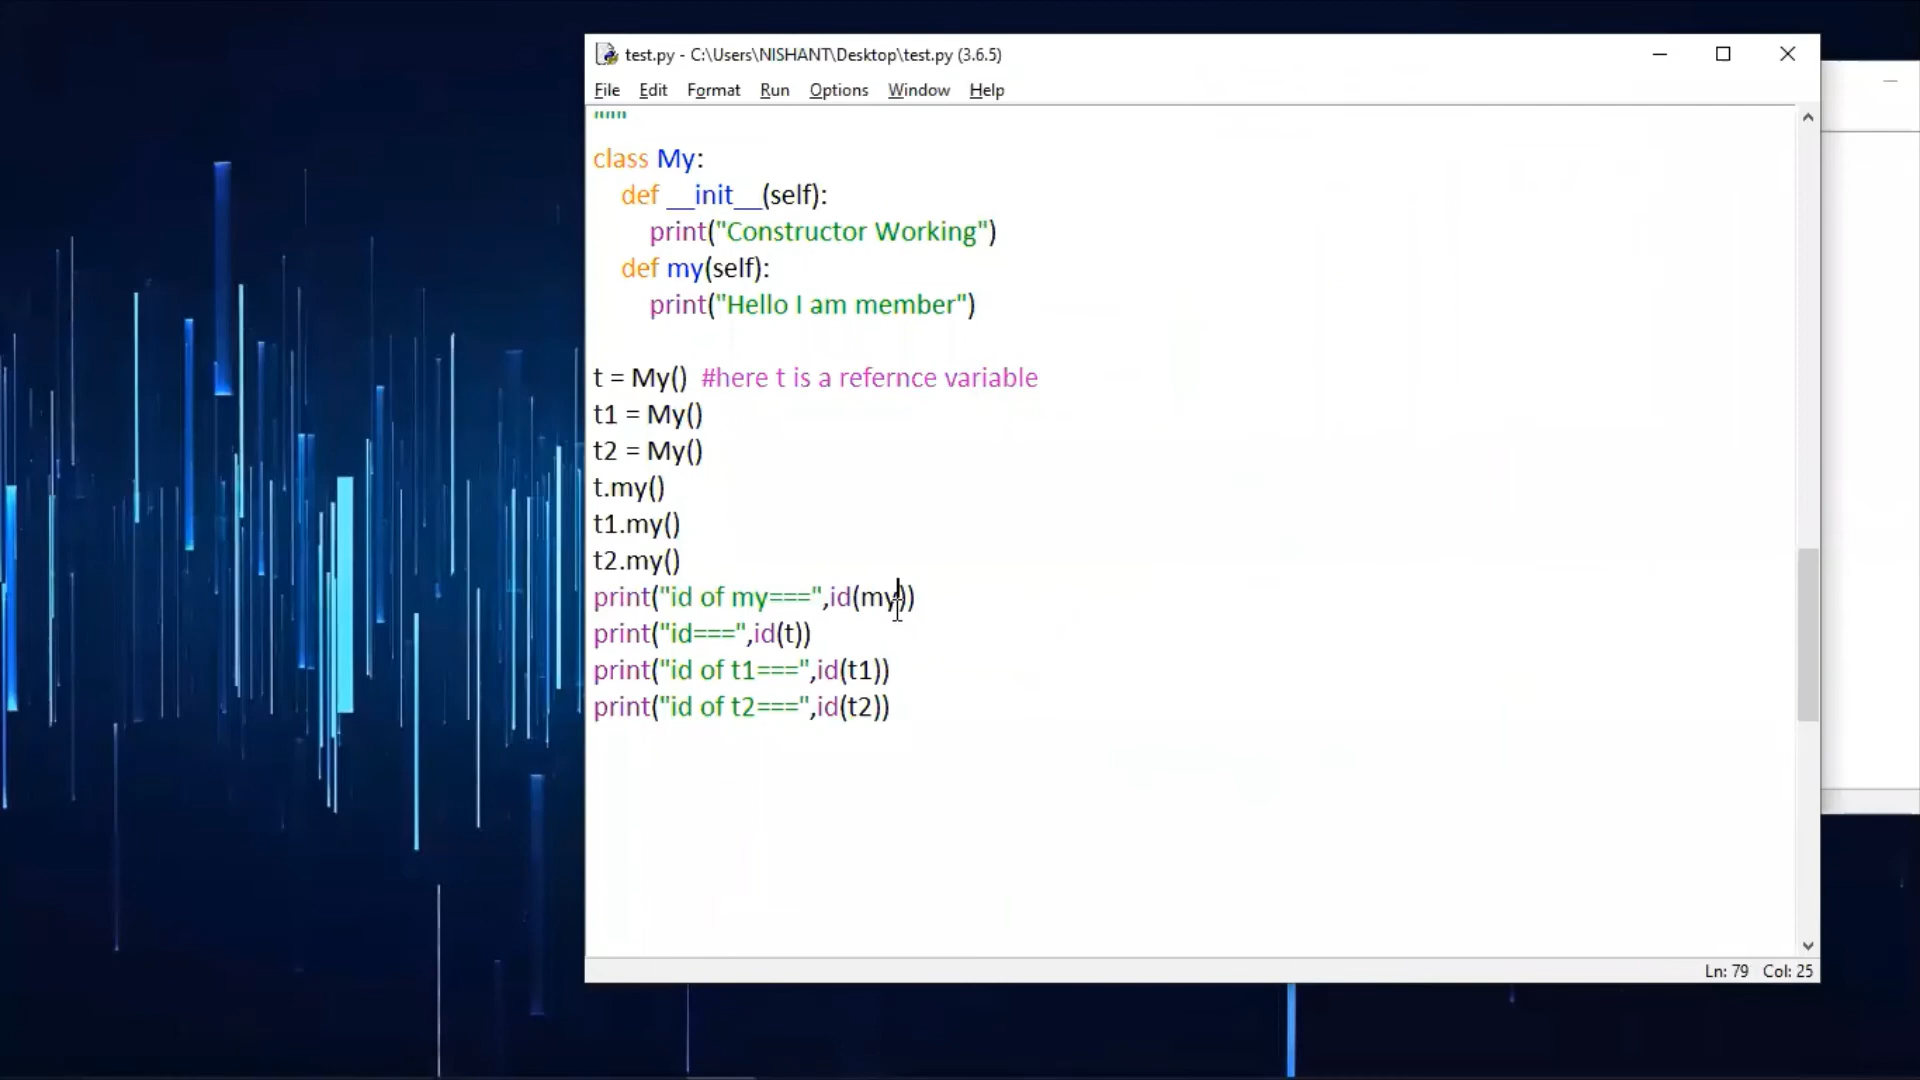 test.py - C:\Users\NISHANT\Desktop\test.py (3.6.5)
File Edit Format Run Options Window Help
"""
class My:
    def __init__(self):
        print("Constructor Working")
    def my(self):
        print("Hello I am member")
t = My()  #here t is a refernce variable
t1 = My()
t2 = My()
t.my()
t1.my()
t2.my()
print("id of my===",id(my))
print("id===",id(t))
print("id of t1===",id(t1))
print("id of t2===",id(t2))
Ln: 79 Col: 25